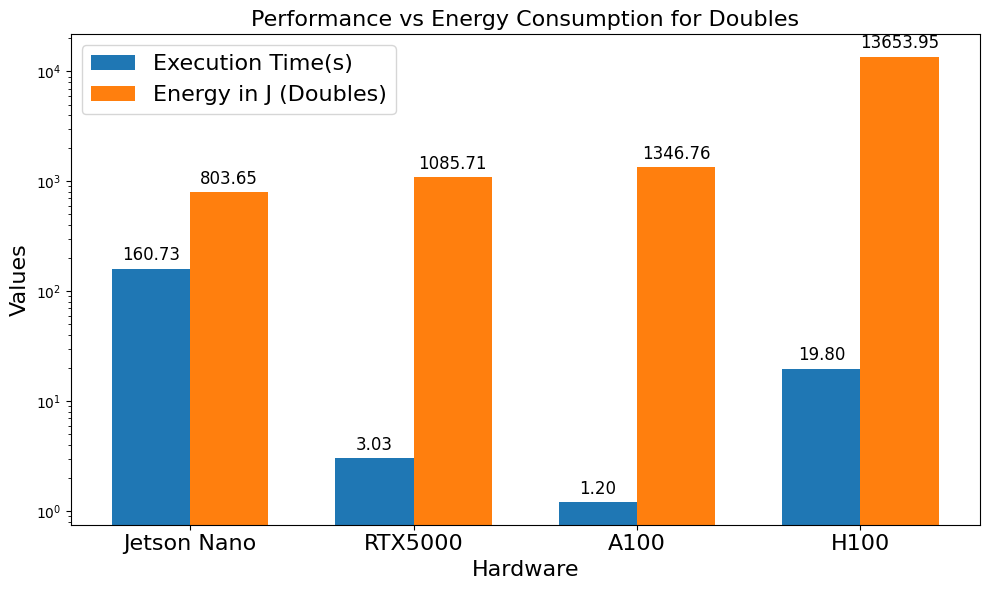 Performance vs Energy Consumption for Doubles
Execution Time(s)
Energy in J (Doubles)
Values
10^4
10^3
10^2
10^1
10^0
160.73
803.65
3.03
1085.71
1.20
1346.76
19.80
13653.95
Jetson Nano
RTX5000
A100
H100
Hardware